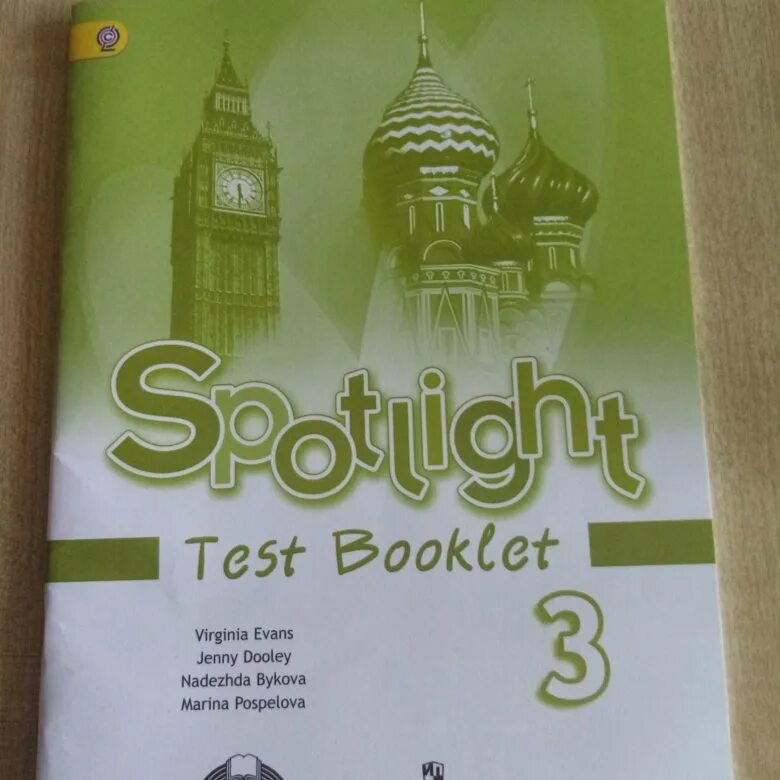 Spotlight
Test Booklet
3
Virginia Evans
Jenny Dooley
Nadezhda Bykova
Marina Pospelova